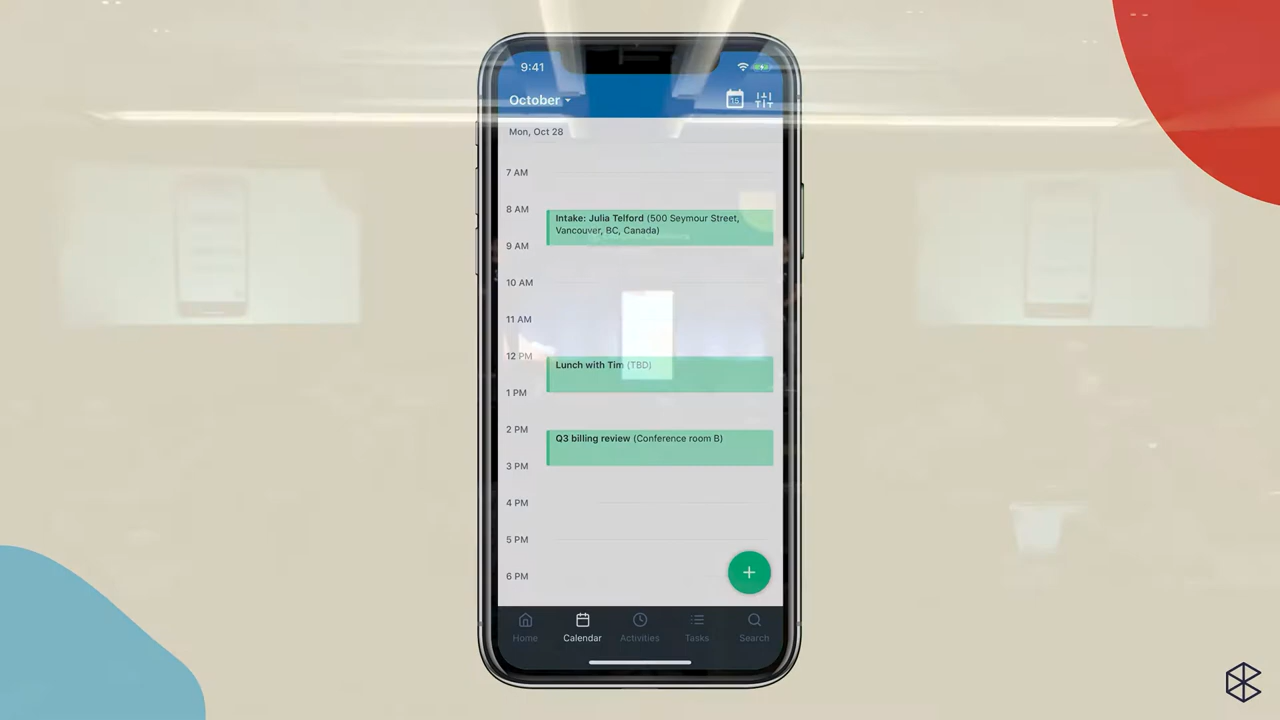 9:41
October
15
Mon, Oct 28
7 AM
8 AM
Intake: Julia Telford (500 Seymour Street,
Vancouver, BC, Canada)
9 AM
10 AM
11 AM
12 PM
Lunch with Tim (TBD)
1 PM
2 PM
Q3 billing review (Conference room B)
3 PM
4 PM
5 PM
6 PM
+
Home Calendar Activities Tasks Search